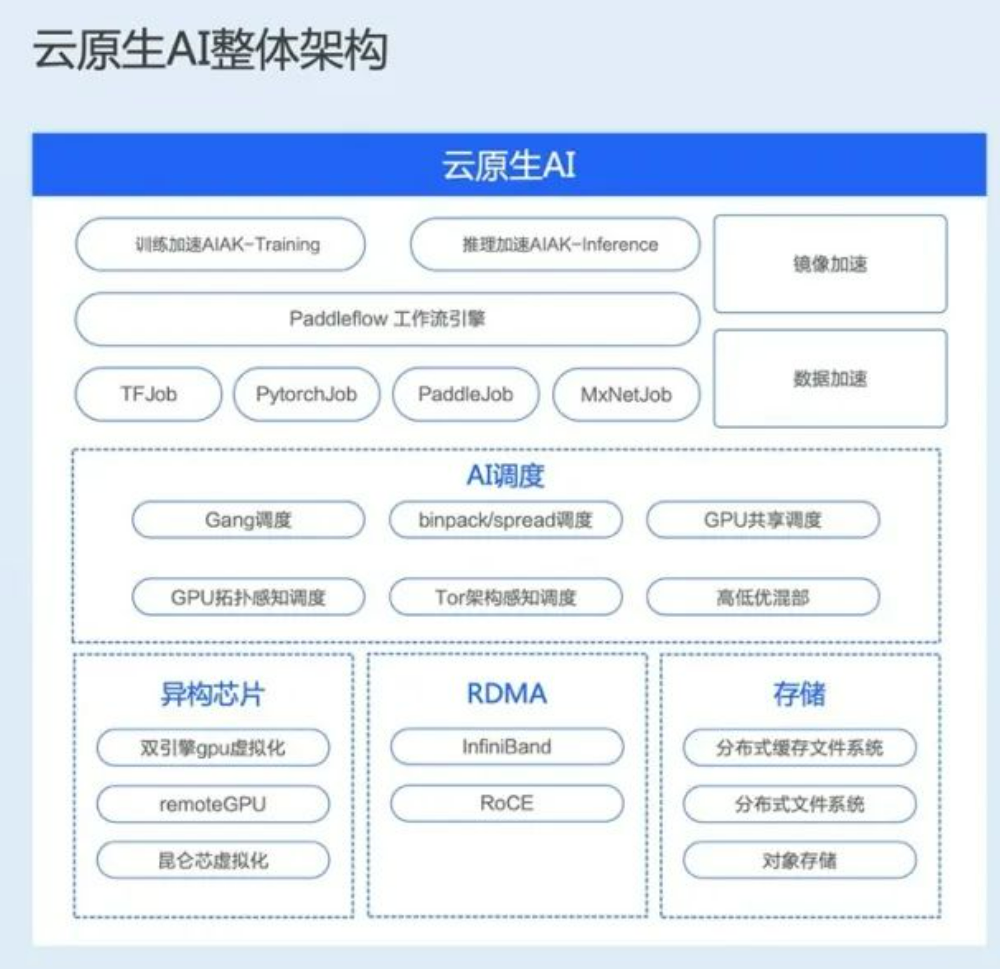 云原生AI整体架构
云原生AI
训练加速AIAK-Training
推理加速AIAK-Inference
镜像加速
Paddleflow 工作流引擎
数据加速
TFJob
PytorchJob
PaddleJob
MxNetJob
AI调度
Gang调度
binpack/spread调度
GPU共享调度
GPU拓扑感知调度
Tor架构感知调度
高低优混部
异构芯片
双引擎gpu虚拟化
remoteGPU
昆仑芯虚拟化
RDMA
InfiniBand
RoCE
存储
分布式缓存文件系统
分布式文件系统
对象存储